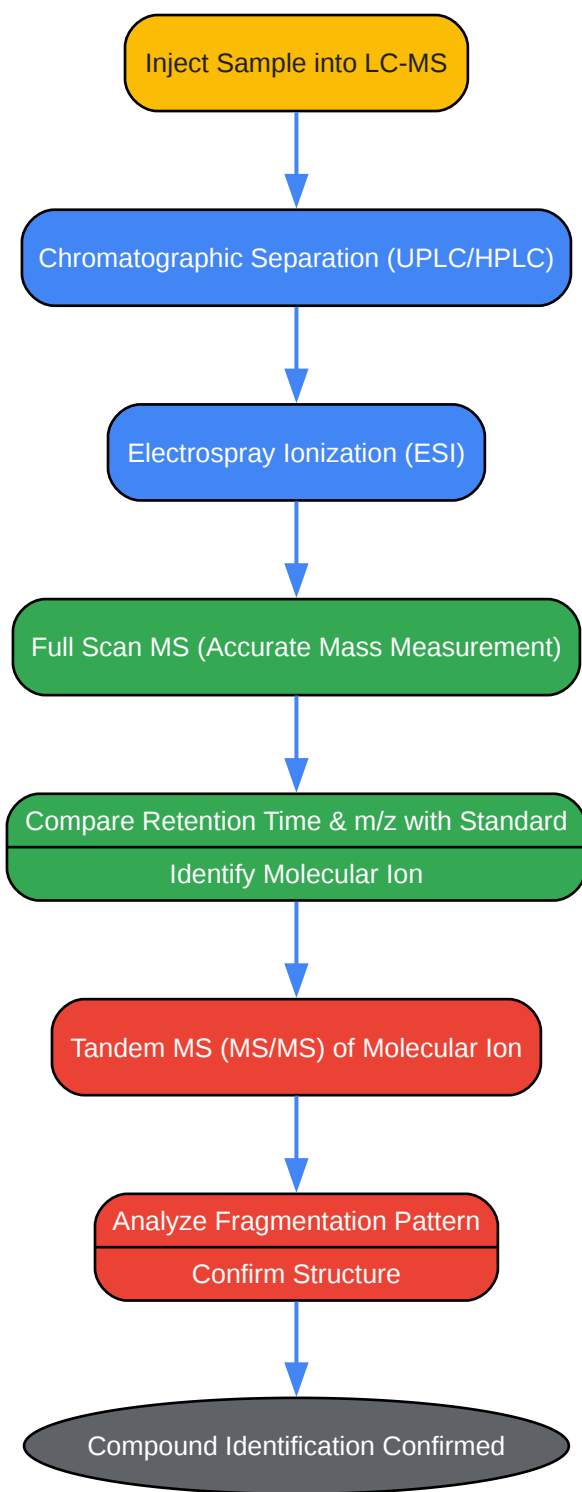 Inject Sample into LC-MS
Chromatographic Separation (UPLC/HPLC)
Electrospray Ionization (ESI)
Full Scan MS (Accurate Mass Measurement)
Compare Retention Time & m/z with Standard
Identify Molecular Ion
Tandem MS (MS/MS) of Molecular Ion
Analyze Fragmentation Pattern
Confirm Structure
Compound Identification Confirmed